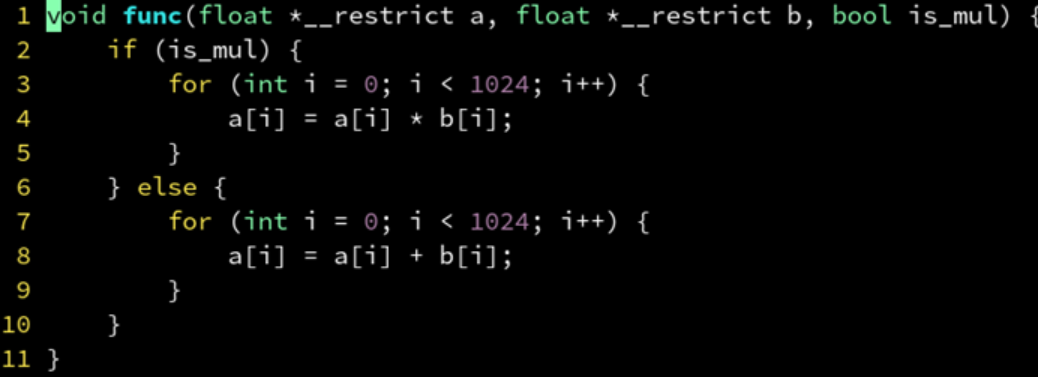 1 void func(float *__restrict a, float *__restrict b, bool is_mul) {
2     if (is_mul) {
3         for (int i = 0; i < 1024; i++) {
4             a[i] = a[i] * b[i];
5         }
6     } else {
7         for (int i = 0; i < 1024; i++) {
8             a[i] = a[i] + b[i];
9         }
10     }
11 }